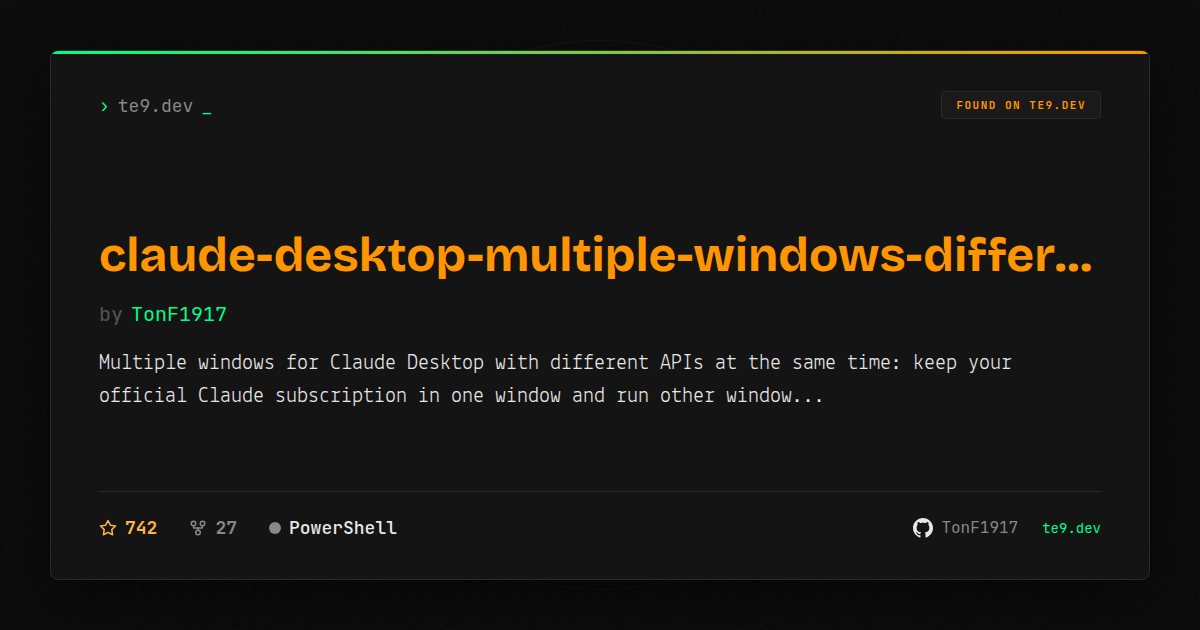 › te9.dev _
FOUND ON TE9.DEV
claude-desktop-multiple-windows-differ...
by TonF1917
Multiple windows for Claude Desktop with different APIs at the same time: keep your
official Claude subscription in one window and run other window...
742 27 PowerShell
TonF1917 te9.dev